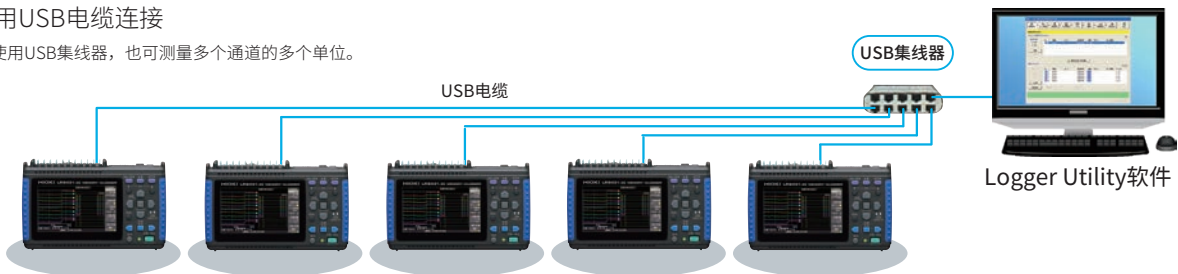 用USB电缆连接
使用USB集线器，也可测量多个通道的多个单位。
USB集线器
USB电缆
Logger Utility软件